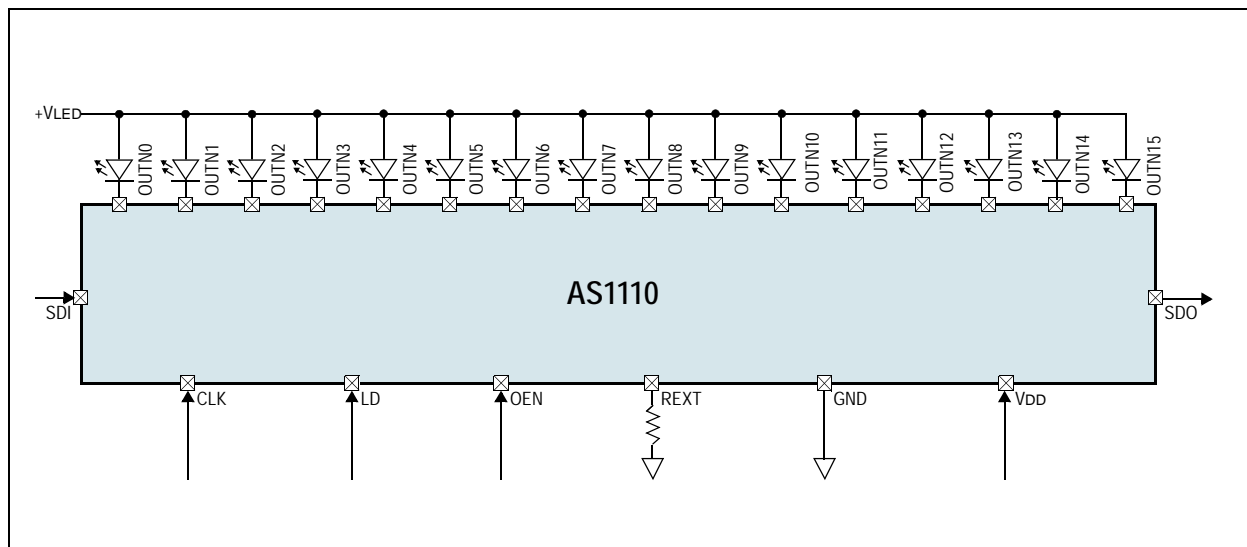 +VLED
OUTN0
OUTN1
OUTN2
OUTN3
OUTN4
OUTN5
OUTN6
OUTN7
OUTN8
OUTN9
OUTN10
OUTN11
OUTN12
OUTN13
OUTN14
OUTN15
AS1110
SDI
SDO
CLK
LD
OEN
REXT
GND
VDD